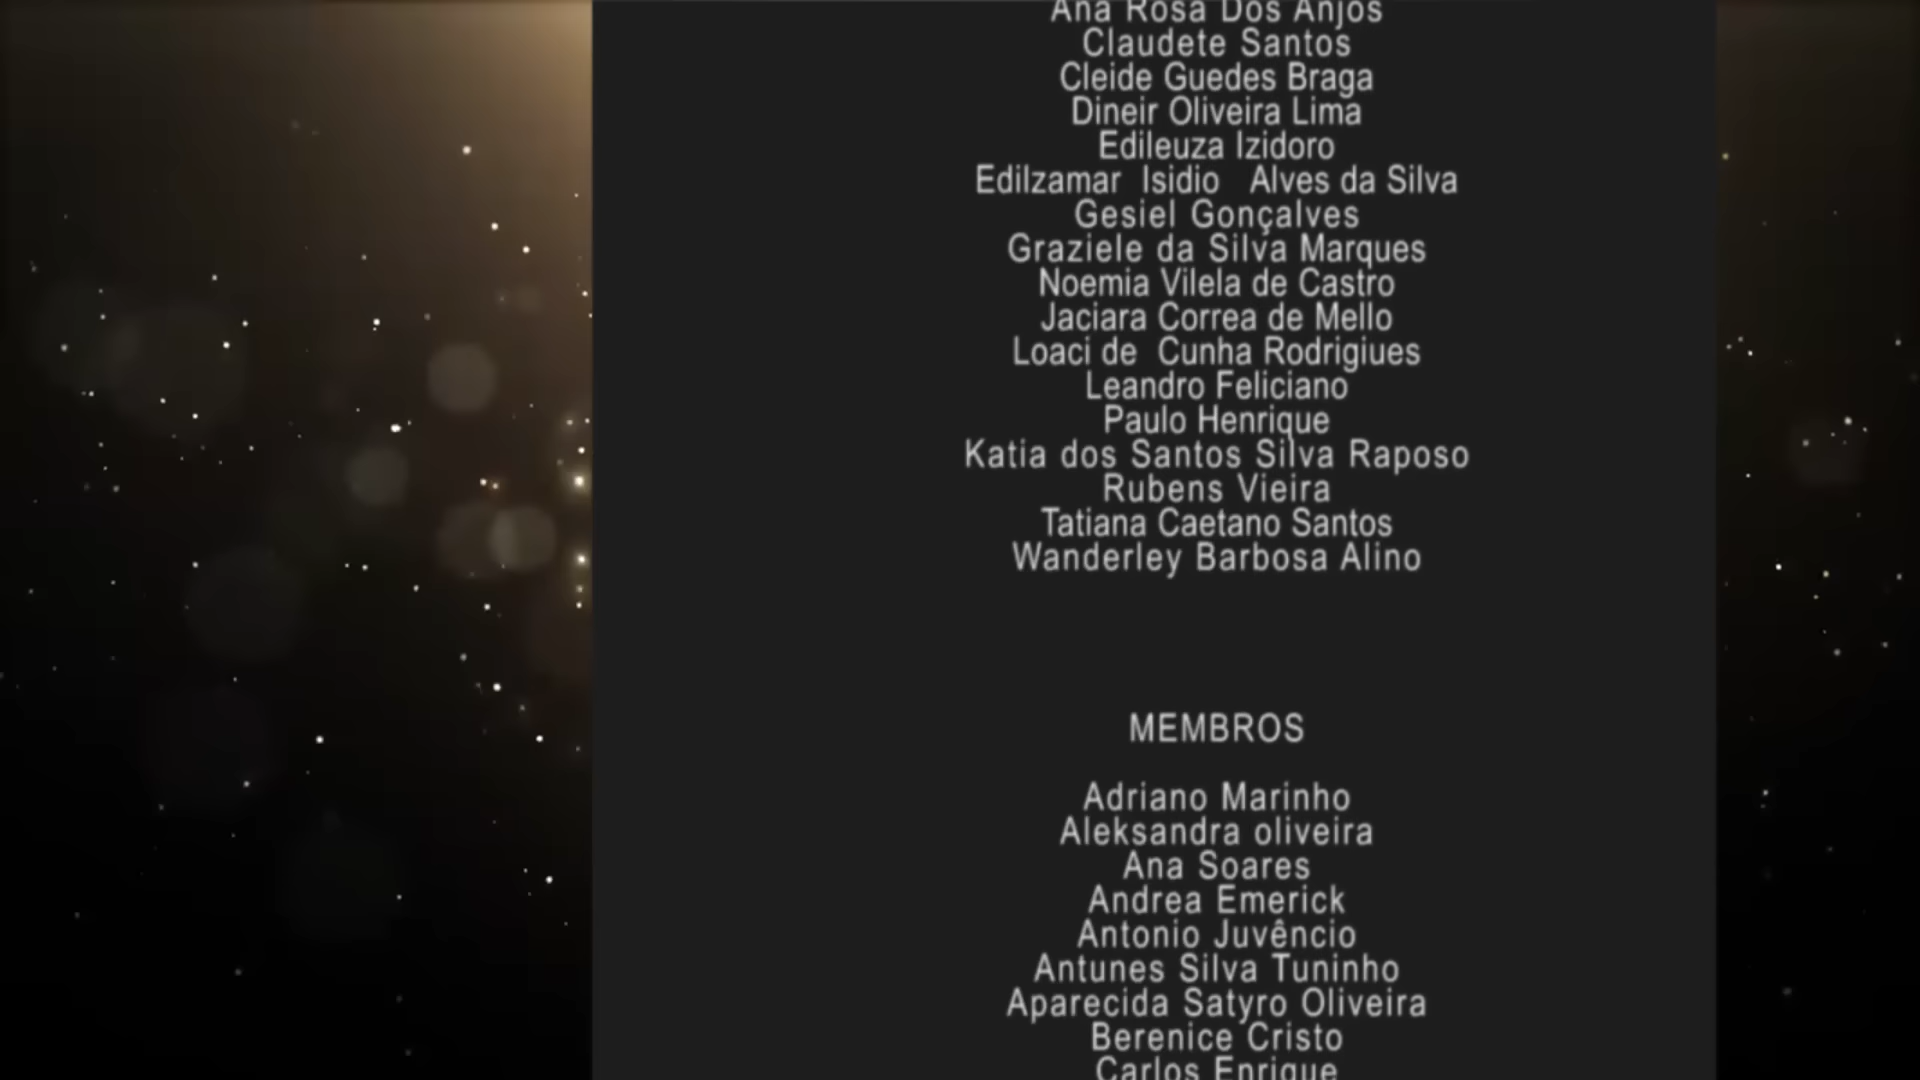 Ana Rosa Dos Anjos
Claudete Santos
Cleide Guedes Braga
Dineir Oliveira Lima
Edileuza Izidoro
Edilzamar Isidio Alves da Silva
Gesiel Gonçalves
Graziele da Silva Marques
Noemia Vilela de Castro
Jaciara Correa de Mello
Loaci de Cunha Rodrigiues
Leandro Feliciano
Paulo Henrique
Katia dos Santos Silva Raposo
Rubens Vieira
Tatiana Caetano Santos
Wanderley Barbosa Alino
MEMBROS
Adriano Marinho
Aleksandra oliveira
Ana Soares
Andrea Emerick
Antonio Juvêncio
Antunes Silva Tuninho
Aparecida Satyro Oliveira
Berenice Cristo
Carlos Enrique